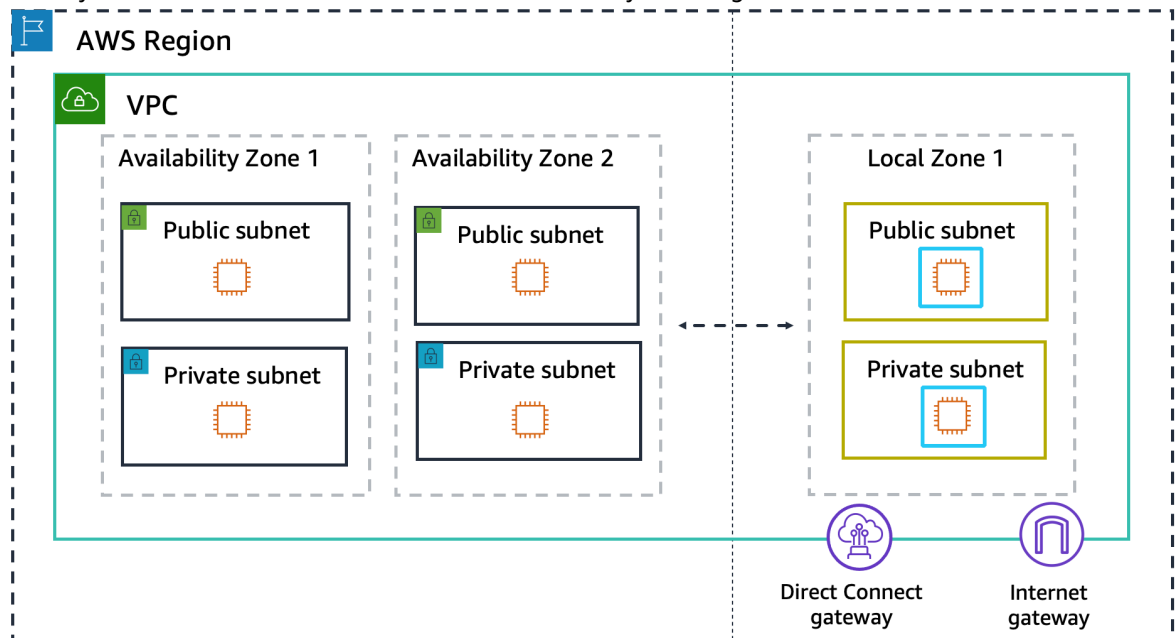 AWS Region
VPC
Availability Zone 1
Public subnet
Private subnet
Availability Zone 2
Public subnet
Private subnet
Local Zone 1
Public subnet
Private subnet
Direct Connect
gateway
Internet
gateway